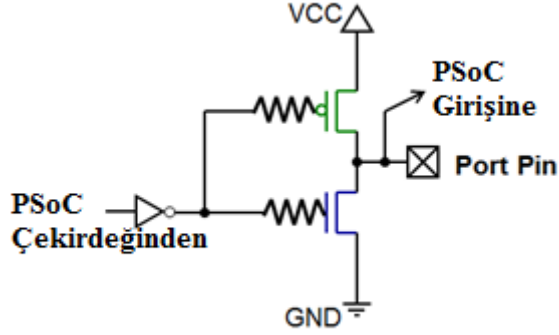 VCC
PSoC
Girişine
Port Pin
PSoC
Çekirdeğinden
GND